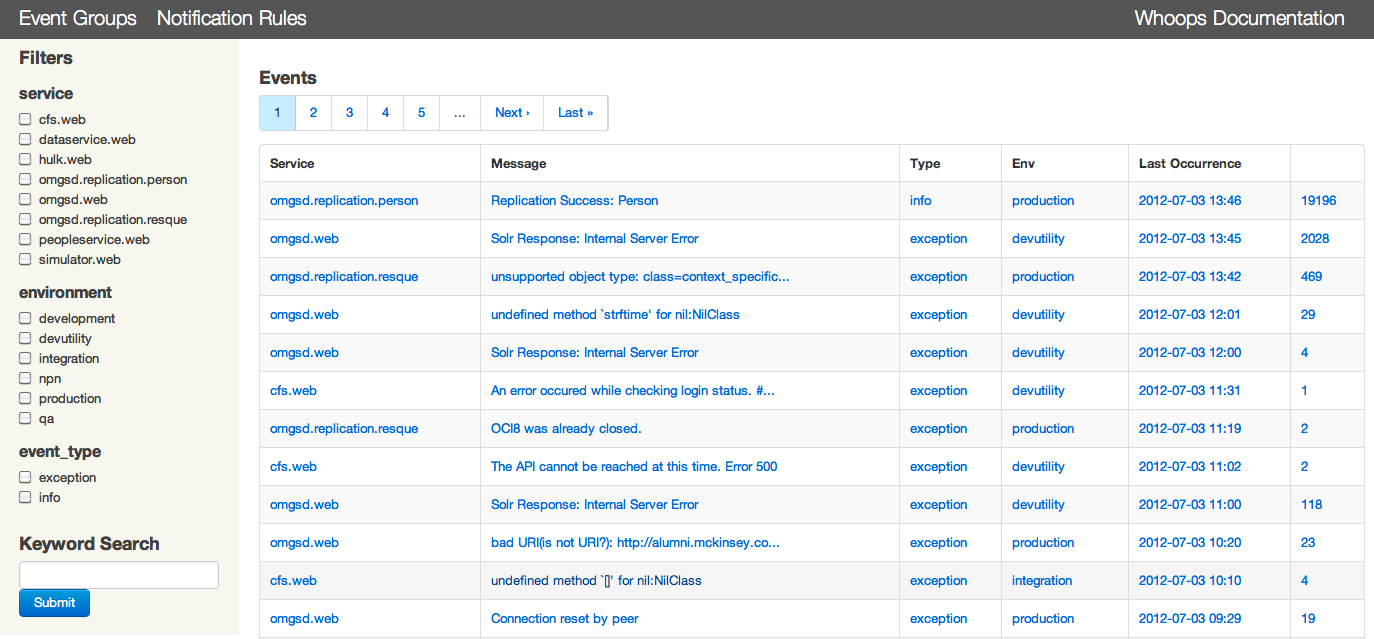 Event Groups Notification Rules Whoops Documentation
Filters
service
cfs.web
dataservice.web
hulk.web
omgsd.replication.person
omgsd.web
omgsd.replication.resque
peopleservice.web
simulator.web
environment
development
devutility
integration
npn
production
qa
event_type
exception
info
Keyword Search
Submit
Events
1 2 3 4 5 ... Next › Last »
Service Message Type Env Last Occurrence
omgsd.replication.person Replication Success: Person info production 2012-07-03 13:46 19196
omgsd.web Solr Response: Internal Server Error exception devutility 2012-07-03 13:45 2028
omgsd.replication.resque unsupported object type: class=context_specific... exception production 2012-07-03 13:42 469
omgsd.web undefined method `strftime' for nil:NilClass exception devutility 2012-07-03 12:01 29
omgsd.web Solr Response: Internal Server Error exception devutility 2012-07-03 12:00 4
cfs.web An error occured while checking login status. #... exception devutility 2012-07-03 11:31 1
omgsd.replication.resque OCI8 was already closed. exception production 2012-07-03 11:19 2
cfs.web The API cannot be reached at this time. Error 500 exception devutility 2012-07-03 11:02 2
omgsd.web Solr Response: Internal Server Error exception devutility 2012-07-03 11:00 118
omgsd.web bad URI(is not URI?): http://alumni.mckinsey.co... exception production 2012-07-03 10:20 23
cfs.web undefined method `[]' for nil:NilClass exception integration 2012-07-03 10:10 4
omgsd.web Connection reset by peer exception production 2012-07-03 09:29 19